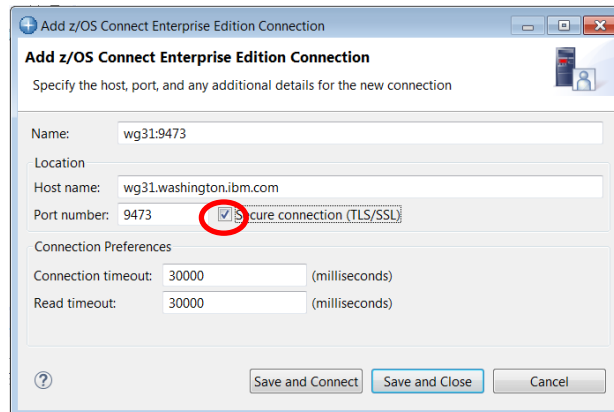 Add z/OS Connect Enterprise Edition Connection
Add z/OS Connect Enterprise Edition Connection
Specify the host, port, and any additional details for the new connection
Name: wg31:9473
Location
Host name: wg31.washington.ibm.com
Port number: 9473 Secure connection (TLS/SSL)
Connection Preferences
Connection timeout: 30000 (milliseconds)
Read timeout: 30000 (milliseconds)
? Save and Connect Save and Close Cancel